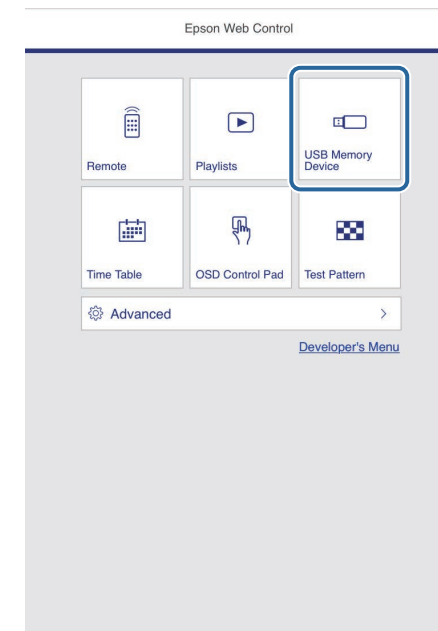 Epson Web Control
Remote
Playlists
USB Memory
Device
Time Table
OSD Control Pad
Test Pattern
Advanced
Developer's Menu